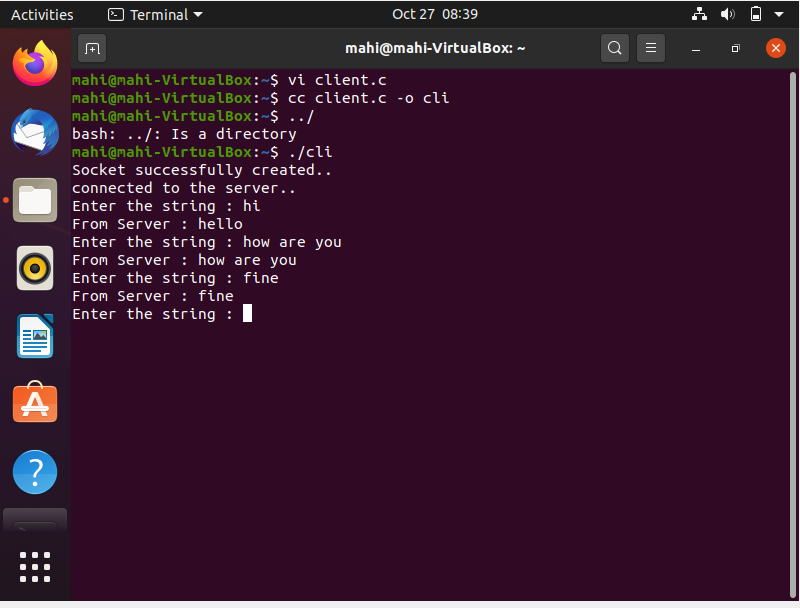 Activities Terminal Oct 27 08:39
mahi@mahi-VirtualBox: ~
mahi@mahi-VirtualBox:~$ vi client.c
mahi@mahi-VirtualBox:~$ cc client.c -o cli
mahi@mahi-VirtualBox:~$ ../
bash: ../: Is a directory
mahi@mahi-VirtualBox:~$ ./cli
Socket successfully created..
connected to the server..
Enter the string : hi
From Server : hello
Enter the string : how are you
From Server : how are you
Enter the string : fine
From Server : fine
Enter the string :